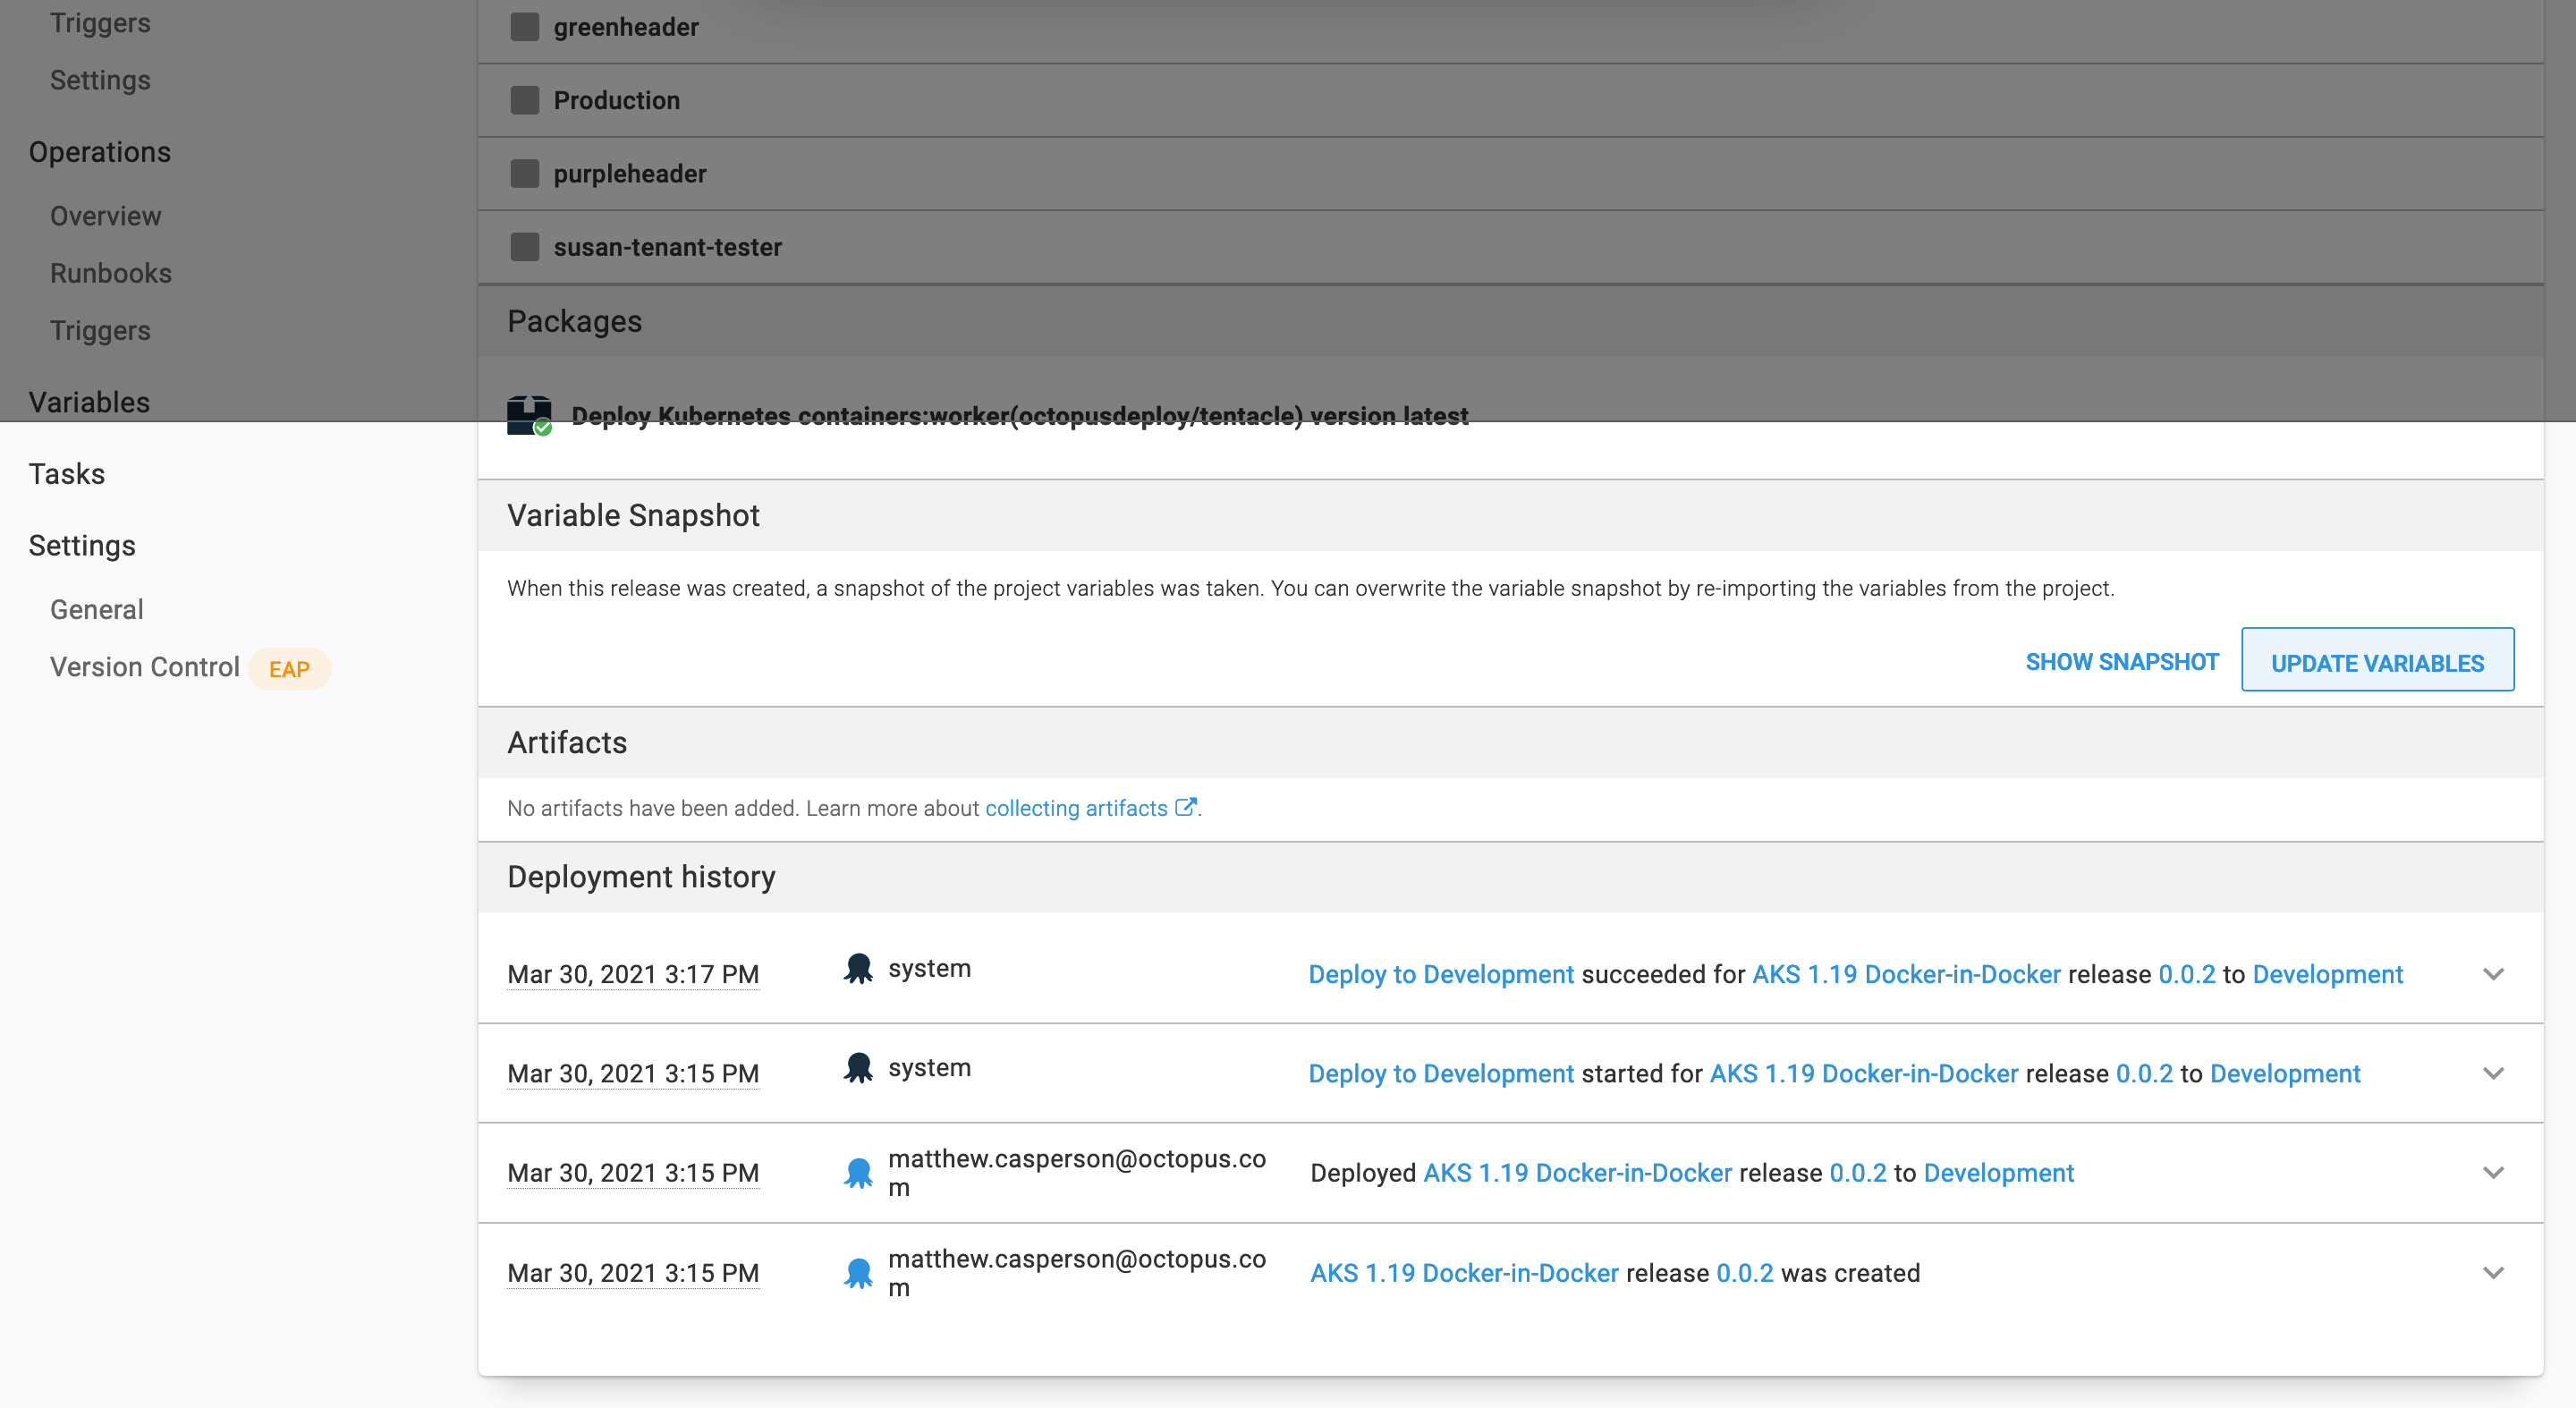 Triggers
Settings
Operations
Overview
Runbooks
Triggers
Variables
Tasks
Settings
General
Version Control EAP
greenheader
Production
purpleheader
susan-tenant-tester
Packages
Deploy Kubernetes containers:worker(octopusdeploy/tentacle) version latest
Variable Snapshot
When this release was created, a snapshot of the project variables was taken. You can overwrite the variable snapshot by re-importing the variables from the project.
SHOW SNAPSHOT UPDATE VARIABLES
Artifacts
No artifacts have been added. Learn more about collecting artifacts.
Deployment history
Mar 30, 2021 3:17 PM system Deploy to Development succeeded for AKS 1.19 Docker-in-Docker release 0.0.2 to Development
Mar 30, 2021 3:15 PM system Deploy to Development started for AKS 1.19 Docker-in-Docker release 0.0.2 to Development
Mar 30, 2021 3:15 PM matthew.casperson@octopus.co
m
Deployed AKS 1.19 Docker-in-Docker release 0.0.2 to Development
Mar 30, 2021 3:15 PM matthew.casperson@octopus.co
m
AKS 1.19 Docker-in-Docker release 0.0.2 was created